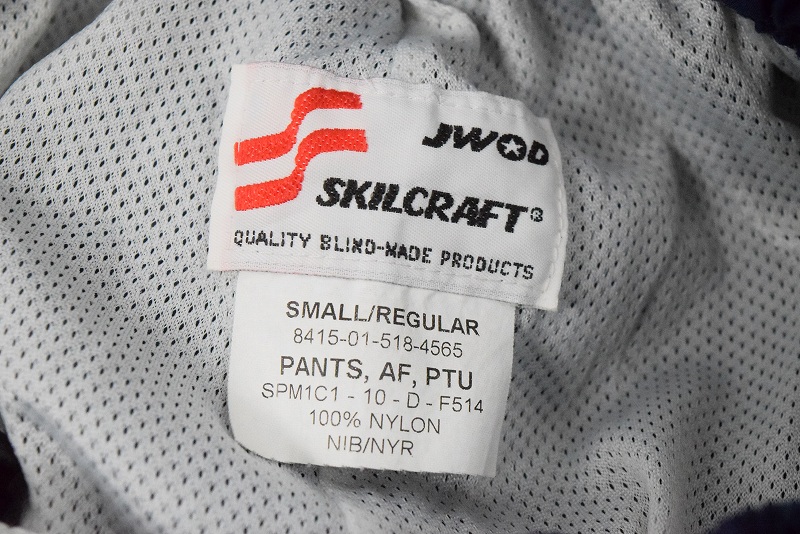 JWOD
SKILCRAFT®
QUALITY BLIND-MADE PRODUCTS
SMALL/REGULAR
8415-01-518-4565
PANTS, AF, PTU
SPM1C1 - 10 - D - F514
100% NYLON
NIB/NYR